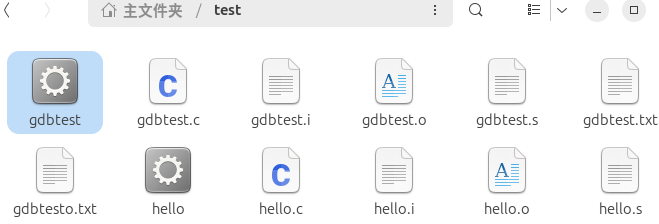 主文件夹 / test
gdbtest gdbtest.c gdbtest.i gdbtest.o gdbtest.s gdbtest.txt
gdbtesto.txt hello hello.c hello.i hello.o hello.s